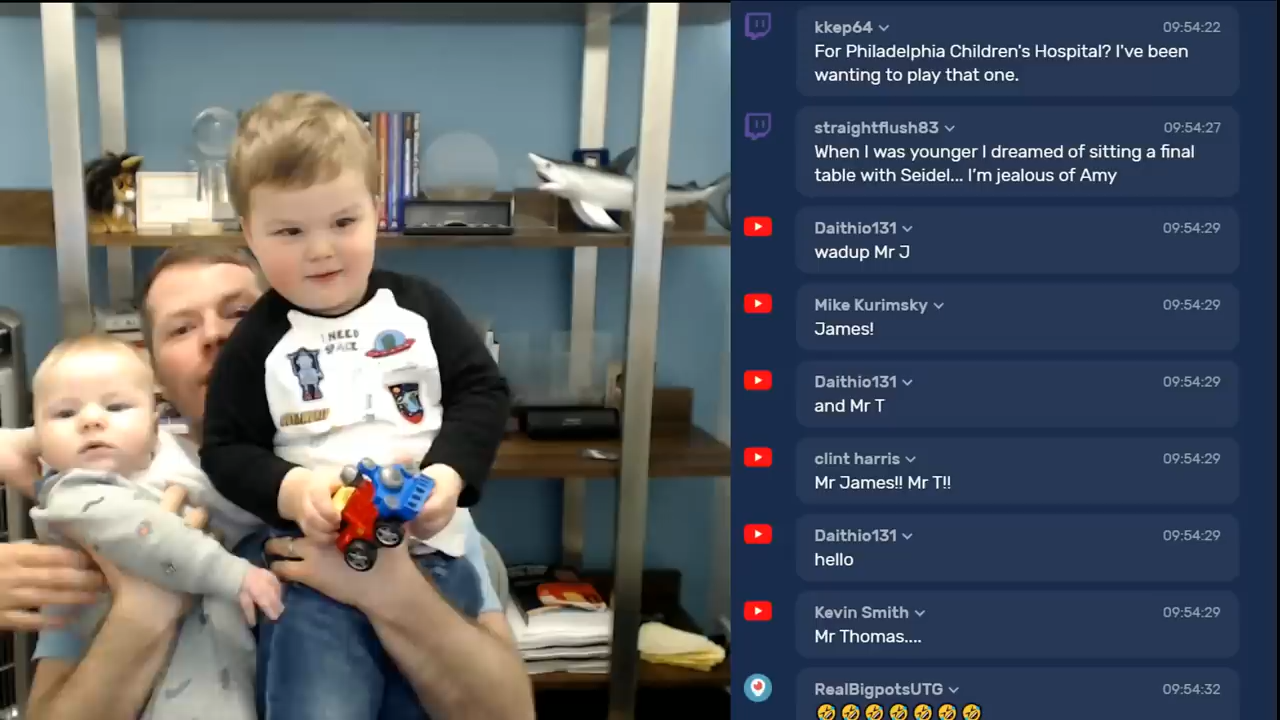 I NEED
SPACE
kkep64
09:54:22
For Philadelphia Children's Hospital? I've been
wanting to play that one.
straightflush83
09:54:27
When I was younger I dreamed of sitting a final
table with Seidel... I'm jealous of Amy
Daithio131
09:54:29
wadup Mr J
Mike Kurimsky
09:54:29
James!
Daithio131
09:54:29
and Mr T
clint harris
09:54:29
Mr James!! Mr T!!
Daithio131
09:54:29
hello
Kevin Smith
09:54:29
Mr Thomas....
RealBigpotsUTG
09:54:32
🤣🤣🤣🤣🤣🤣🤣